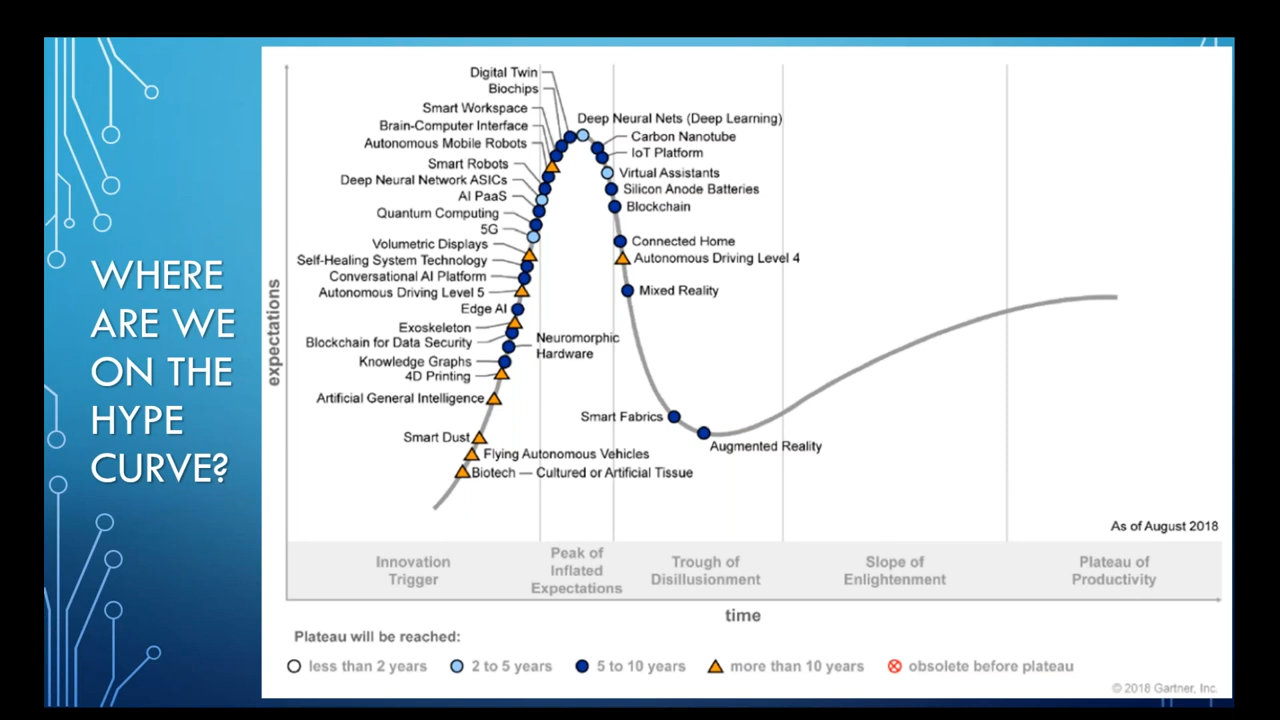 WHERE
ARE WE
ON THE
HYPE
CURVE?
expectations
Digital Twin
Biochips
Smart Workspace
Brain-Computer Interface
Autonomous Mobile Robots
Smart Robots
Deep Neural Network ASICs
AI PaaS
Quantum Computing
5G
Volumetric Displays
Self-Healing System Technology
Conversational AI Platform
Autonomous Driving Level 5
Edge AI
Exoskeleton
Blockchain for Data Security
Neuromorphic
Hardware
Knowledge Graphs
4D Printing
Artificial General Intelligence
Smart Dust
Flying Autonomous Vehicles
Biotech — Cultured or Artificial Tissue
Deep Neural Nets (Deep Learning)
Carbon Nanotube
IoT Platform
Virtual Assistants
Silicon Anode Batteries
Blockchain
Connected Home
Autonomous Driving Level 4
Mixed Reality
Smart Fabrics
Augmented Reality
As of August 2018
Innovation
Trigger
Peak of
Inflated
Expectations
Trough of
Disillusionment
Slope of
Enlightenment
Plateau of
Productivity
time
Plateau will be reached:
less than 2 years
2 to 5 years
5 to 10 years
more than 10 years
obsolete before plateau
© 2018 Gartner, Inc.